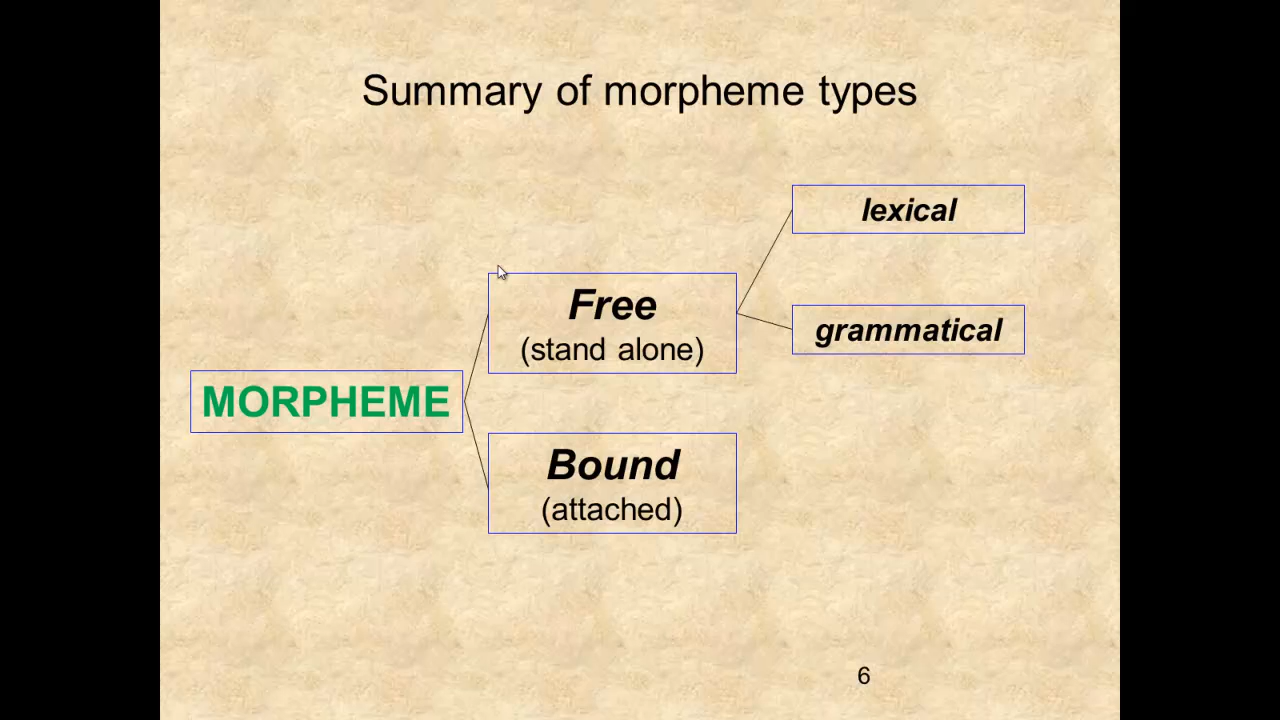 Summary of morpheme types
lexical
Free
(stand alone)
grammatical
MORPHEME
Bound
(attached)
6